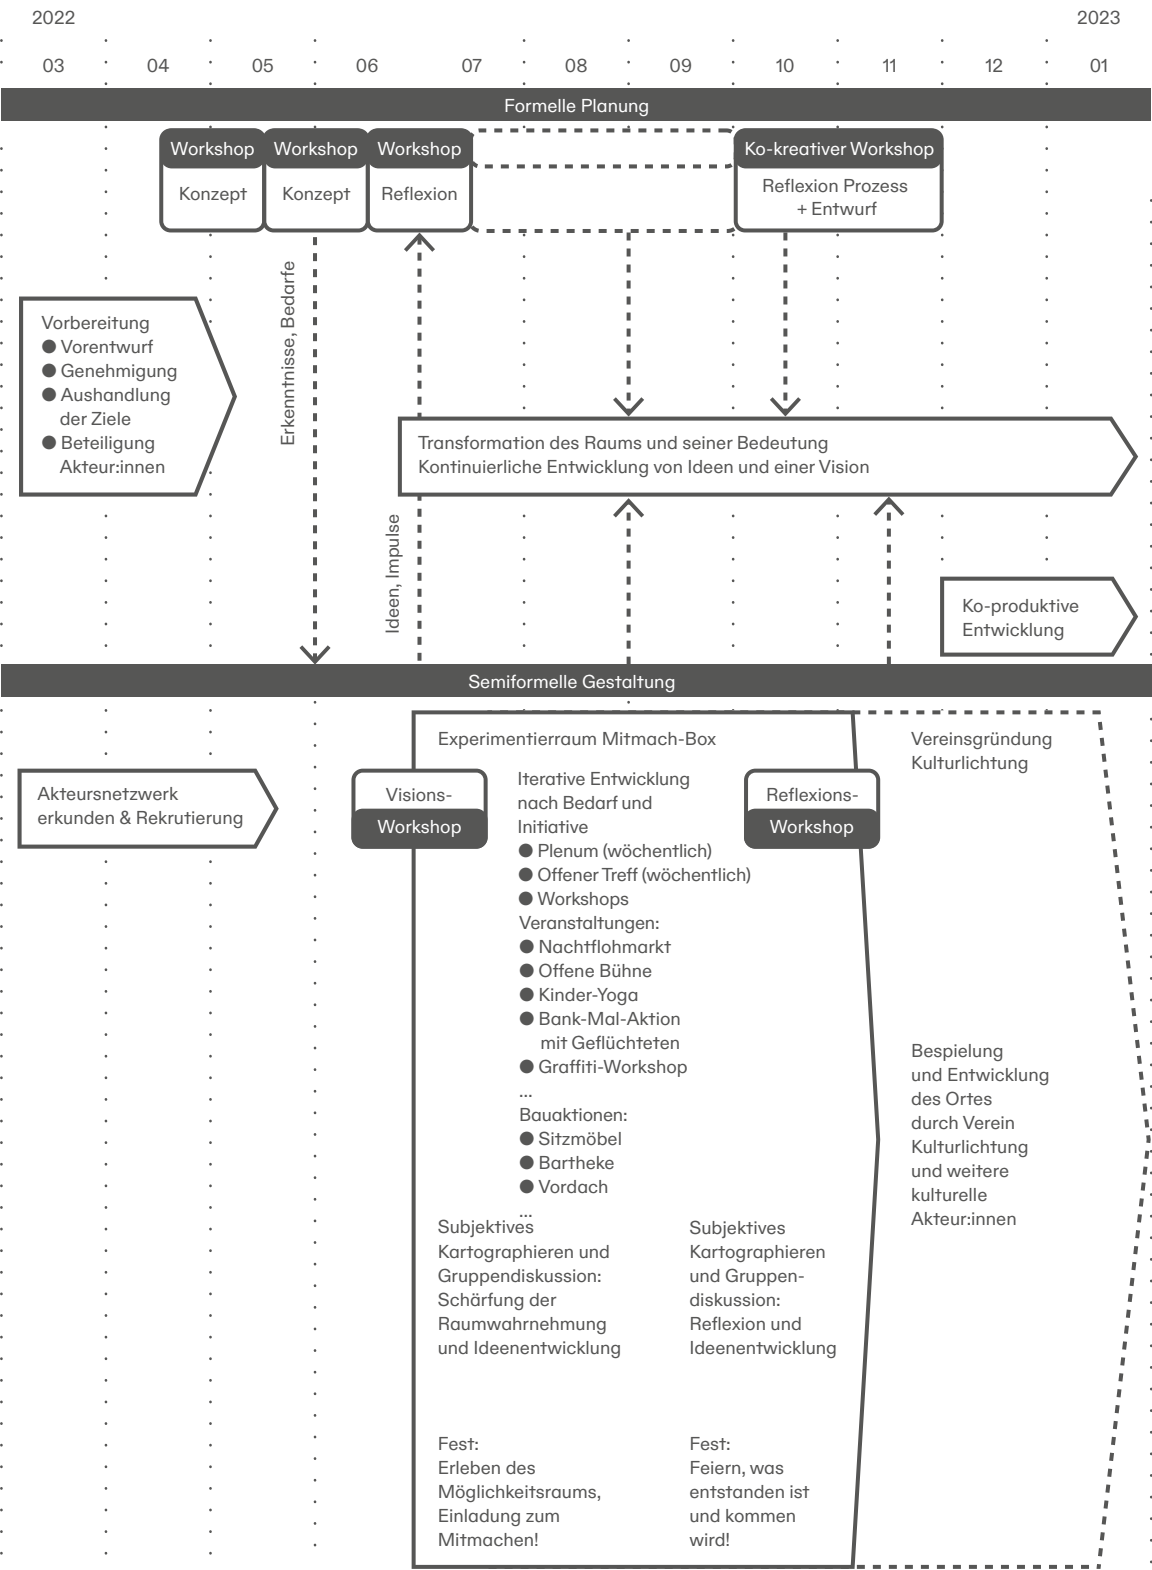 2022 2023
03 04 05 06 07 08 09 10 11 12 01
Formelle Planung
Workshop
Konzept
Workshop
Konzept
Workshop
Reflexion
Ko-kreativer Workshop
Reflexion Prozess
+ Entwurf
Erkenntnisse, Bedarfe
Vorbereitung
● Vorentwurf
● Genehmigung
● Aushandlung
der Ziele
● Beteiligung
Akteur:innen
Transformation des Raums und seiner Bedeutung
Kontinuierliche Entwicklung von Ideen und einer Vision
Ideen, Impulse
Ko-produktive
Entwicklung
Semiformelle Gestaltung
Akteursnetzwerk
erkunden & Rekrutierung
Experimentierraum Mitmach-Box
Visions-
Workshop
Iterative Entwicklung
nach Bedarf und
Initiative
● Plenum (wöchentlich)
● Offener Treff (wöchentlich)
● Workshops
Veranstaltungen:
● Nachtflohmarkt
● Offene Bühne
● Kinder-Yoga
● Bank-Mal-Aktion
mit Geflüchteten
● Graffiti-Workshop
...
Bauaktionen:
● Sitzmöbel
● Bartheke
● Vordach
...
Reflexions-
Workshop
Subjektives
Kartographieren und
Gruppendiskussion:
Schärfung der
Raumwahrnehmung
und Ideenentwicklung
Subjektives
Kartographieren
und Gruppen-
diskussion:
Reflexion und
Ideenentwicklung
Fest:
Erleben des
Möglichkeitsraums,
Einladung zum
Mitmachen!
Fest:
Feiern, was
entstanden ist
und kommen
wird!
Vereinsgründung
Kulturlichtung
Bespielung
und Entwicklung
des Ortes
durch Verein
Kulturlichtung
und weitere
kulturelle
Akteur:innen